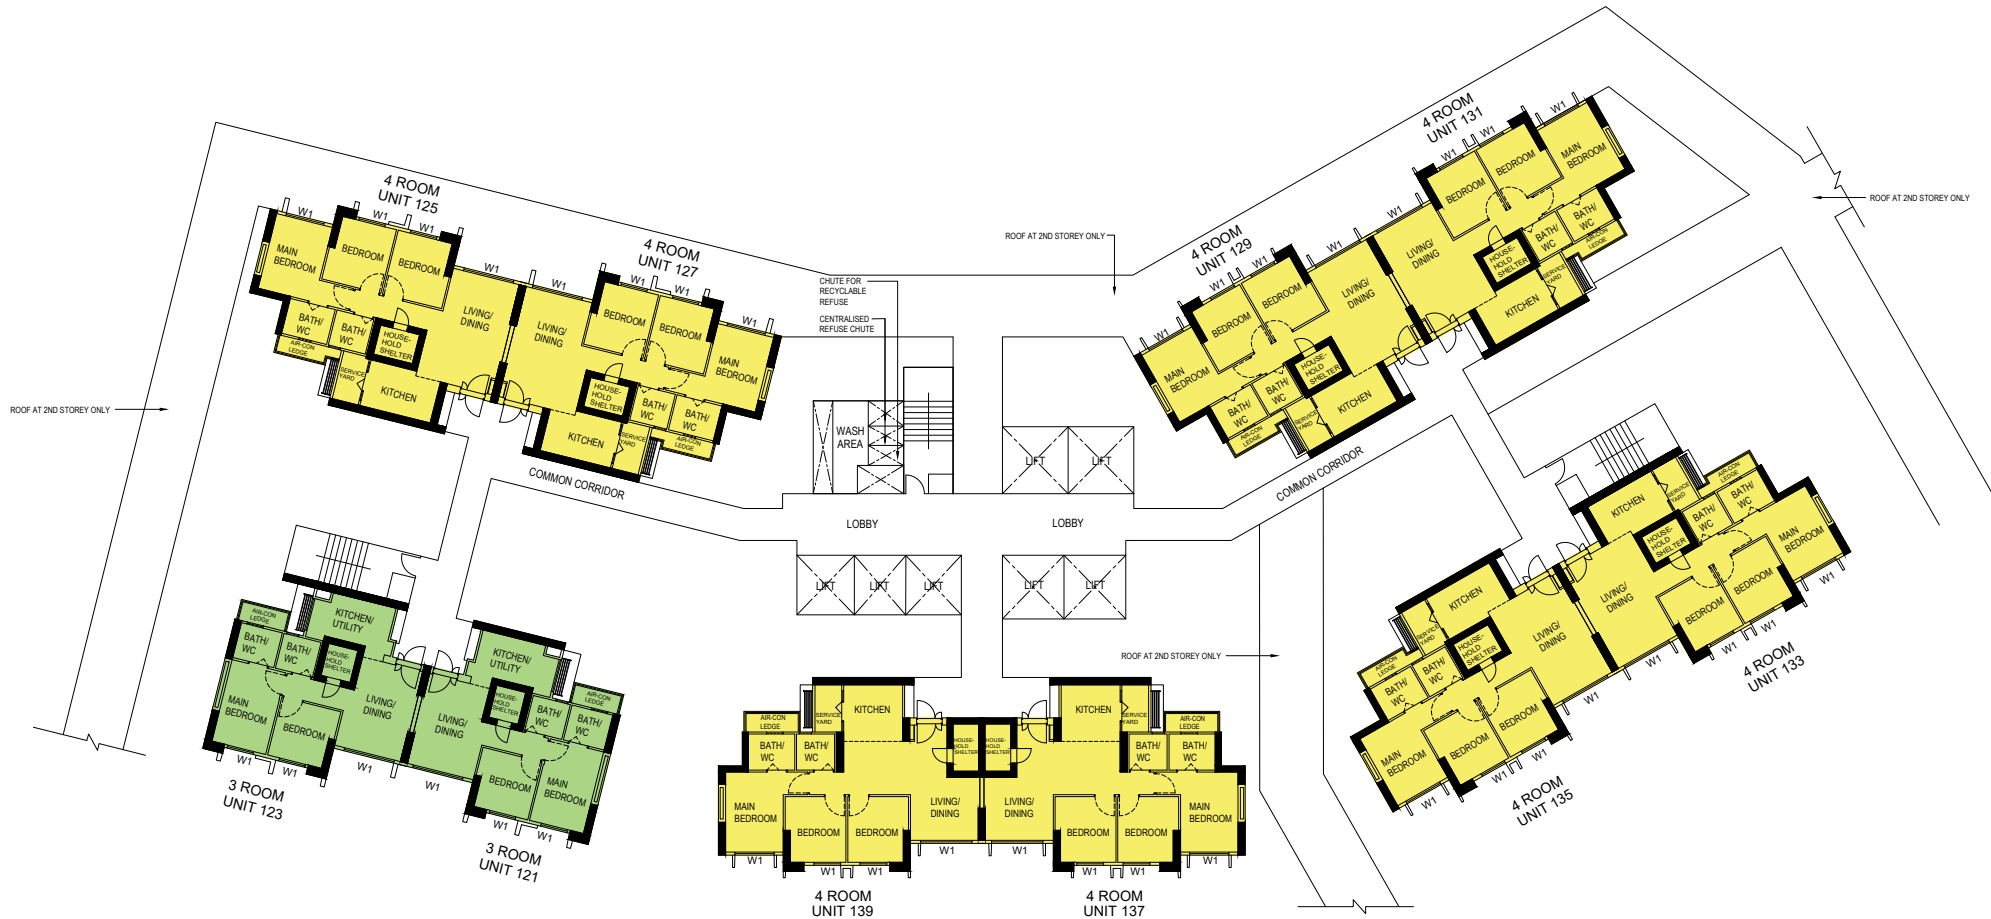 4 ROOM
UNIT 125
W1
W1
W1
W1
MAIN
BEDROOM
BEDROOM
BEDROOM
LIVING/
DINING
BATH/
WC
BATH/
WC
HOUSE-
HOLD
SHELTER
AIR-CON
LEDGE
SERVICE
YARD
KITCHEN
4 ROOM
UNIT 127
W1
W1
W1
W1
LIVING/
DINING
BEDROOM
BEDROOM
MAIN
BEDROOM
HOUSE-
HOLD
SHELTER
BATH/
WC
BATH/
WC
KITCHEN
SERVICE
YARD
AIR-CON
LEDGE
4 ROOM
UNIT 129
W1
W1
W1
W1
MAIN
BEDROOM
BEDROOM
BEDROOM
LIVING/
DINING
HOUSE-
HOLD
SHELTER
BATH/
WC
BATH/
WC
AIR-CON
LEDGE
SERVICE
YARD
KITCHEN
4 ROOM
UNIT 131
W1
W1
W1
W1
LIVING/
DINING
BEDROOM
BEDROOM
MAIN
BEDROOM
HOUSE-
HOLD
SHELTER
BATH/
WC
BATH/
WC
AIR-CON
LEDGE
SERVICE
YARD
KITCHEN
ROOF AT 2ND STOREY ONLY
ROOF AT 2ND STOREY ONLY
ROOF AT 2ND STOREY ONLY
ROOF AT 2ND STOREY ONLY
CHUTE FOR
RECYCLABLE
REFUSE
CENTRALISED
REFUSE CHUTE
WASH
AREA
LIFT
LIFT
COMMON CORRIDOR
COMMON CORRIDOR
LOBBY
LOBBY
LIFT
LIFT
LIFT
LIFT
LIFT
AIR-CON
LEDGE
KITCHEN/
UTILITY
BATH/
WC
BATH/
WC
HOUSE-
HOLD
SHELTER
MAIN
BEDROOM
BEDROOM
LIVING/
DINING
W1
W1
W1
3 ROOM
UNIT 123
KITCHEN/
UTILITY
HOUSE-
HOLD
SHELTER
AIR-CON
LEDGE
BATH/
WC
BATH/
WC
LIVING/
DINING
BEDROOM
MAIN
BEDROOM
W1
W1
W1
3 ROOM
UNIT 121
AIR-CON
LEDGE
SERVICE
YARD
KITCHEN
BATH/
WC
BATH/
WC
HOUSE-
HOLD
SHELTER
MAIN
BEDROOM
BEDROOM
BEDROOM
LIVING/
DINING
W1
W1
W1
W1
4 ROOM
UNIT 139
KITCHEN
SERVICE
YARD
AIR-CON
LEDGE
HOUSE-
HOLD
SHELTER
BATH/
WC
BATH/
WC
LIVING/
DINING
BEDROOM
BEDROOM
MAIN
BEDROOM
W1
W1
W1
W1
4 ROOM
UNIT 137
KITCHEN
SERVICE
YARD
AIR-CON
LEDGE
BATH/
WC
BATH/
WC
HOUSE-
HOLD
SHELTER
MAIN
BEDROOM
BEDROOM
BEDROOM
LIVING/
DINING
W1
W1
W1
W1
4 ROOM
UNIT 135
KITCHEN
SERVICE
YARD
AIR-CON
LEDGE
BATH/
WC
BATH/
WC
HOUSE-
HOLD
SHELTER
LIVING/
DINING
BEDROOM
BEDROOM
MAIN
BEDROOM
W1
W1
W1
W1
4 ROOM
UNIT 133